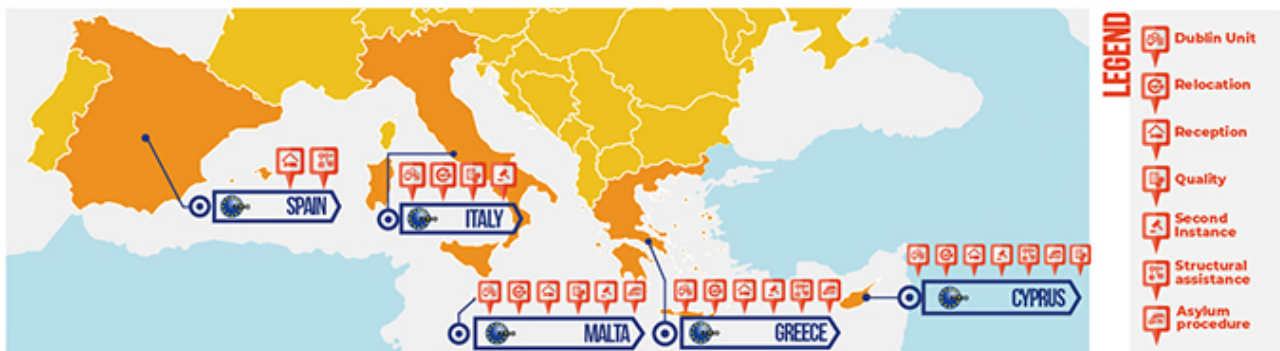 LEGEND
Dublin Unit
Relocation
Reception
Quality
Second
Instance
Structural
assistance
Asylum
procedure
SPAIN
ITALY
MALTA
GREECE
CYPRUS